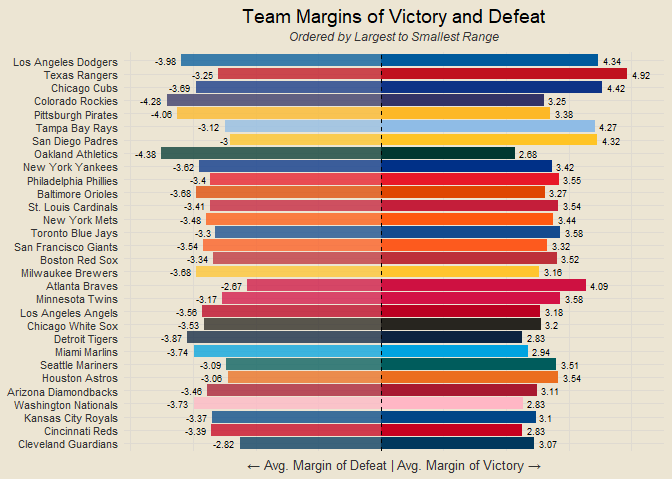 Team Margins of Victory and Defeat
Ordered by Largest to Smallest Range
Los Angeles Dodgers -3.98 4.34
Texas Rangers -3.25 4.92
Chicago Cubs -3.69 4.42
Colorado Rockies -4.28 3.25
Pittsburgh Pirates -4.06 3.38
Tampa Bay Rays -3.12 4.27
San Diego Padres -3 4.32
Oakland Athletics -4.38 2.68
New York Yankees -3.62 3.42
Philadelphia Phillies -3.4 3.55
Baltimore Orioles -3.68 3.27
St. Louis Cardinals -3.41 3.54
New York Mets -3.48 3.44
Toronto Blue Jays -3.3 3.58
San Francisco Giants -3.54 3.32
Boston Red Sox -3.34 3.52
Milwaukee Brewers -3.68 3.16
Atlanta Braves -2.67 4.09
Minnesota Twins -3.17 3.58
Los Angeles Angels -3.56 3.18
Chicago White Sox -3.53 3.2
Detroit Tigers -3.87 2.83
Miami Marlins -3.74 2.94
Seattle Mariners -3.09 3.51
Houston Astros -3.06 3.54
Arizona Diamondbacks -3.46 3.11
Washington Nationals -3.73 2.83
Kansas City Royals -3.37 3.1
Cincinnati Reds -3.39 2.83
Cleveland Guardians -2.82 3.07
← Avg. Margin of Defeat | Avg. Margin of Victory →